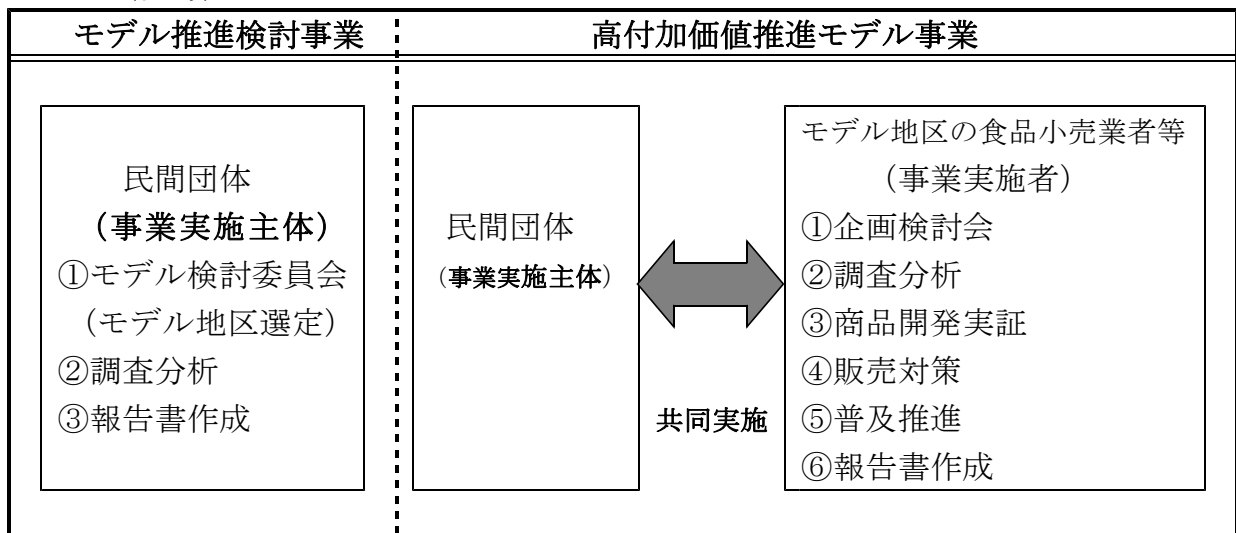 モデル推進検討事業
高付加価値推進モデル事業
民間団体
（事業実施主体）
①モデル検討委員会
（モデル地区選定）
②調査分析
③報告書作成
民間団体
（事業実施主体）
共同実施
モデル地区の食品小売業者等
（事業実施者）
①企画検討会
②調査分析
③商品開発実証
④販売対策
⑤普及推進
⑥報告書作成